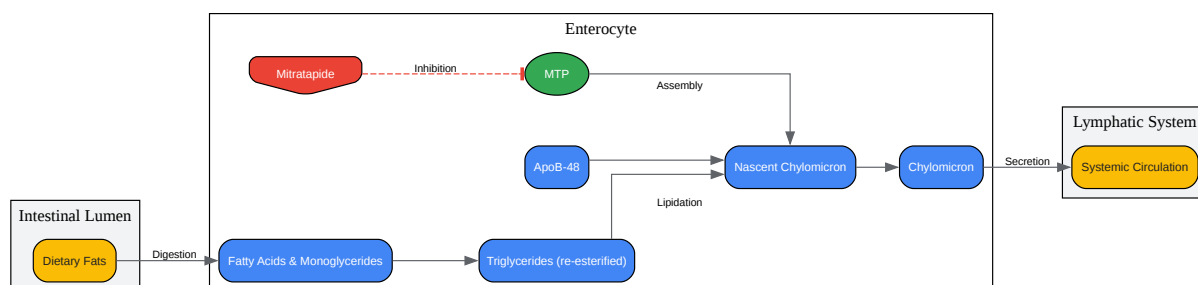 Enterocyte
Mitratapide
Inhibition
MTP
Assembly
Lymphatic System
ApoB-48
Nascent Chylomicron
Chylomicron
Secretion
Systemic Circulation
Lipidation
Intestinal Lumen
Dietary Fats
Digestion
Fatty Acids & Monoglycerides
Triglycerides (re-esterified)